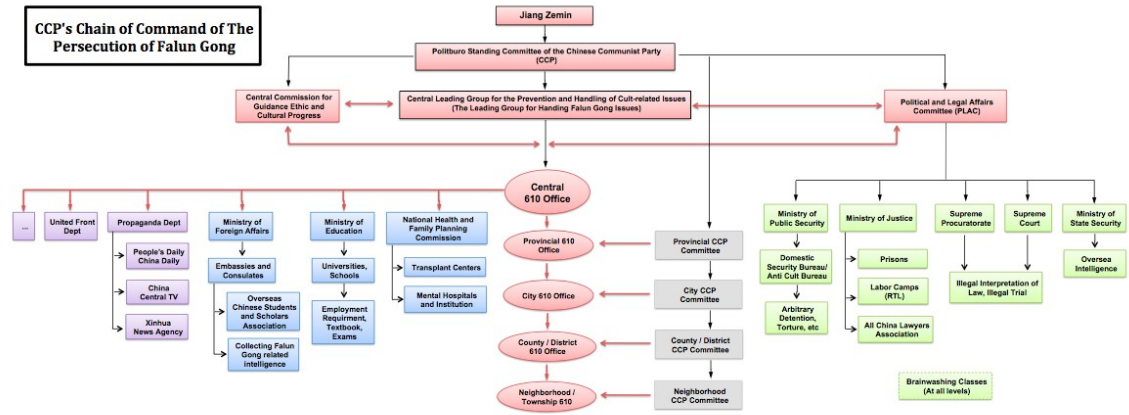 CCP's Chain of Command of The
Persecution of Falun Gong
Jiang Zemin
Politburo Standing Committee of the Chinese Communist Party
(CCP)
Central Commission for
Guidance Ethic and
Cultural Progress
Central Leading Group for the Prevention and Handling of Cult-related Issues
(The Leading Group for Handing Falun Gong Issues)
Political and Legal Affairs
Committee (PLAC)
Central
610 Office
...
United Front
Dept
Propaganda Dept
People's Daily
China Daily
China
Central TV
Xinhua
News Agency
Ministry of
Foreign Affairs
Embassies and
Consulates
Overseas
Chinese Students
and Scholars
Association
Collecting Falun
Gong related
intelligence
Ministry of
Education
Universities,
Schools
Employment
Requirment,
Textbook,
Exams
National Health and
Family Planning
Commission
Transplant Centers
Mental Hospitals
and Institution
Provincial 610
Office
City 610 Office
County / District
610 Office
Neighborhood /
Township 610
Provincial CCP
Committee
City CCP
Committee
County / District
CCP Committee
Neighborhood
CCP Committee
Ministry of
Public Security
Domestic
Security Bureau/
Anti Cult Bureau
Arbitrary
Detention,
Torture, etc
Ministry of Justice
Prisons
Labor Camps
(RTL)
All China Lawyers
Association
Supreme
Procuratorate
Supreme
Court
Illegal Interpretation of
Law, Illegal Trial
Ministry of
State Security
Oversea
Intelligence
Brainwashing Classes
(At all levels)